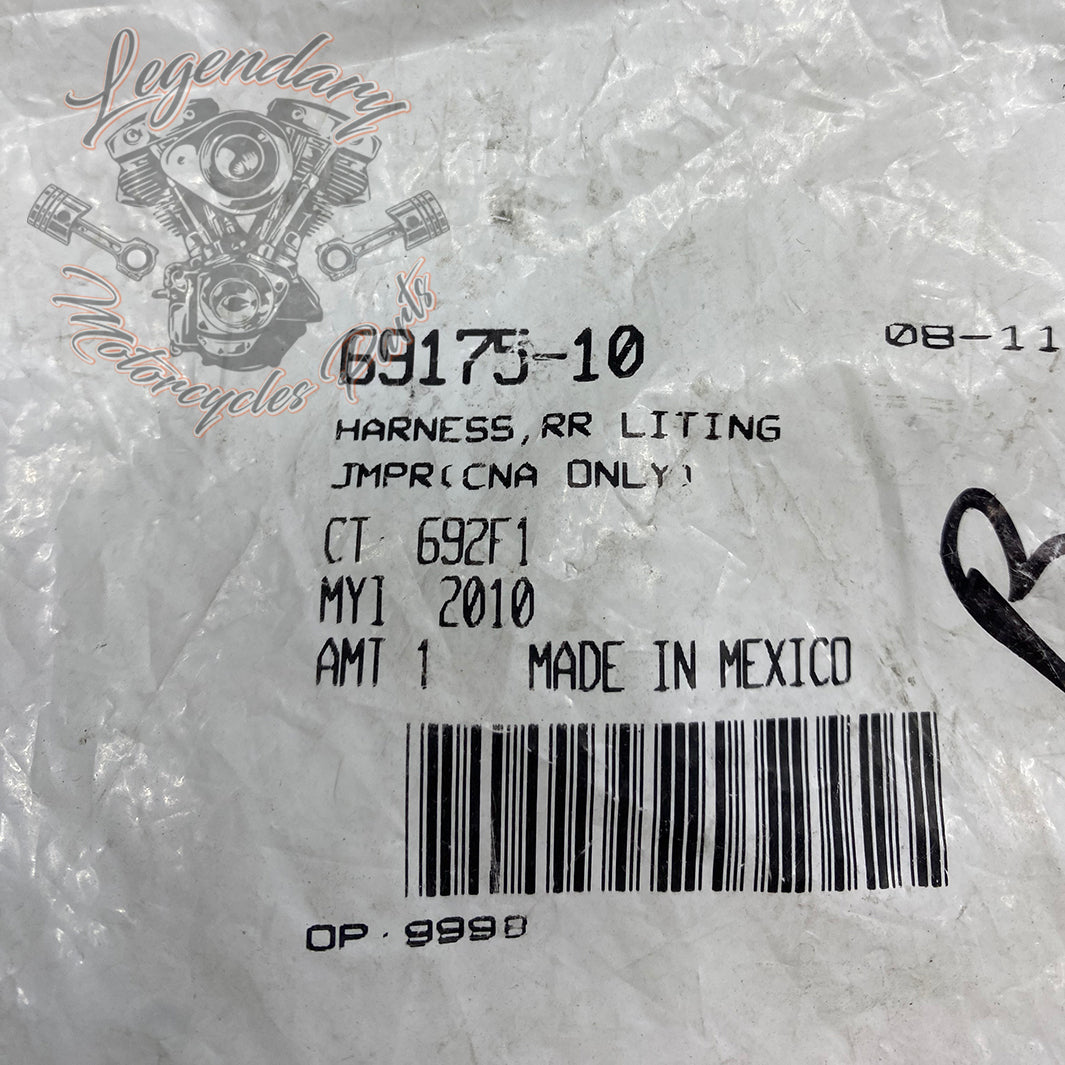 Legendary
Motorcycles Parts
69175-10 08-11
HARNESS, RR LITING
JMPR(CNA ONLY)
CT 692F1
MYI 2010
AMT 1 MADE IN MEXICO
OP 9998